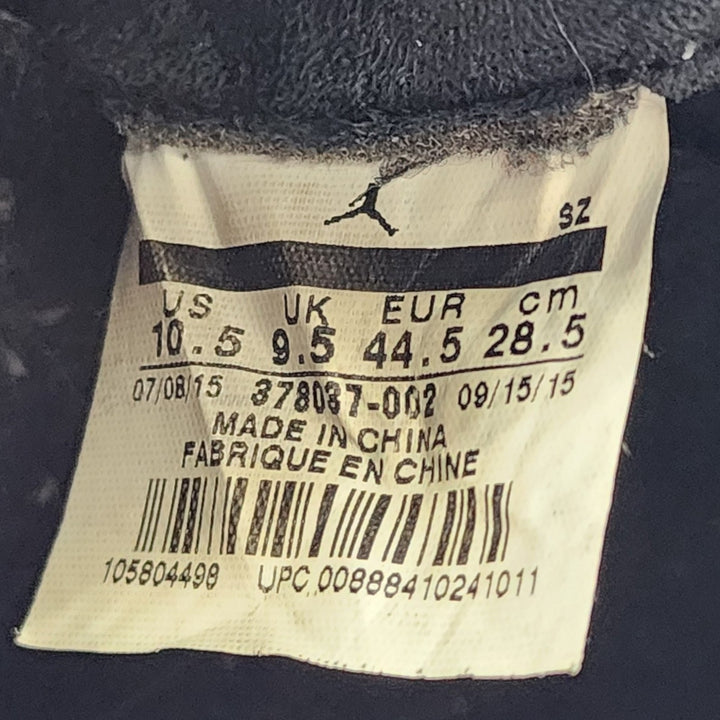 SZ
US UK EUR cm
10.5 9.5 44.5 28.5
07/08/15 378037-002 09/15/15
MADE IN CHINA
FABRIQUE EN CHINE
105804498 UPC 00888410241011